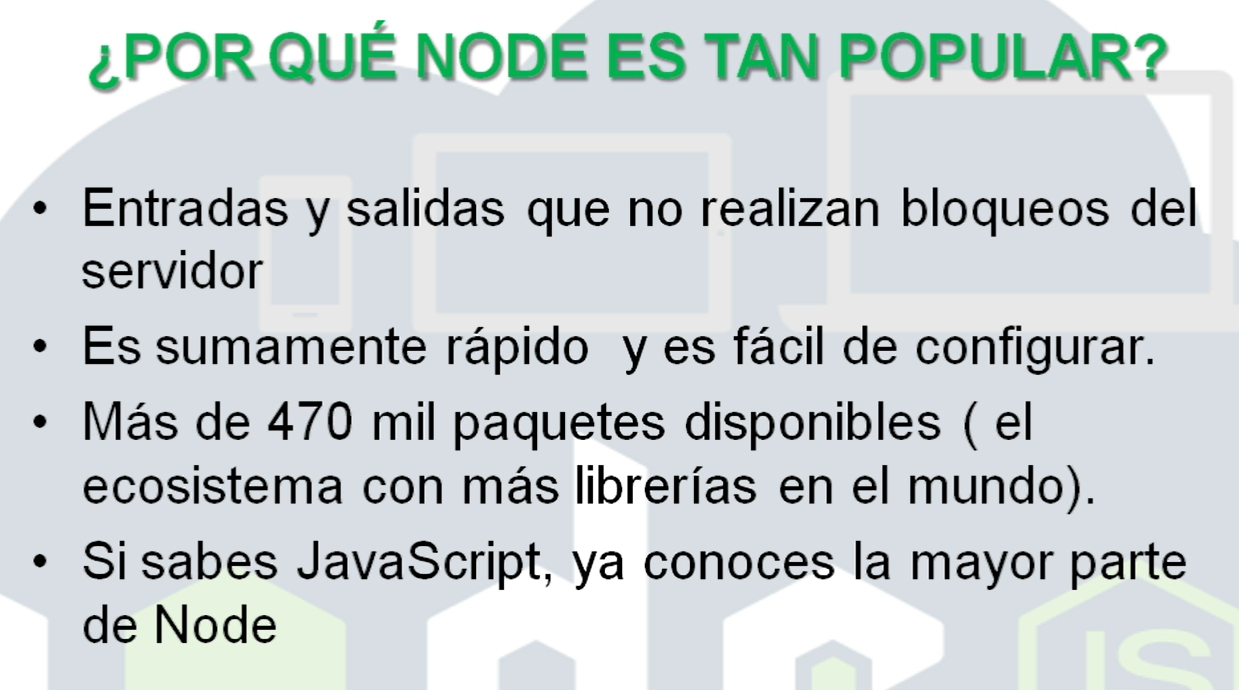 ¿POR QUÉ NODE ES TAN POPULAR?
• Entradas y salidas que no realizan bloqueos del
servidor
• Es sumamente rápido y es fácil de configurar.
• Más de 470 mil paquetes disponibles ( el
ecosistema con más librerías en el mundo).
• Si sabes JavaScript, ya conoces la mayor parte
de Node
JS